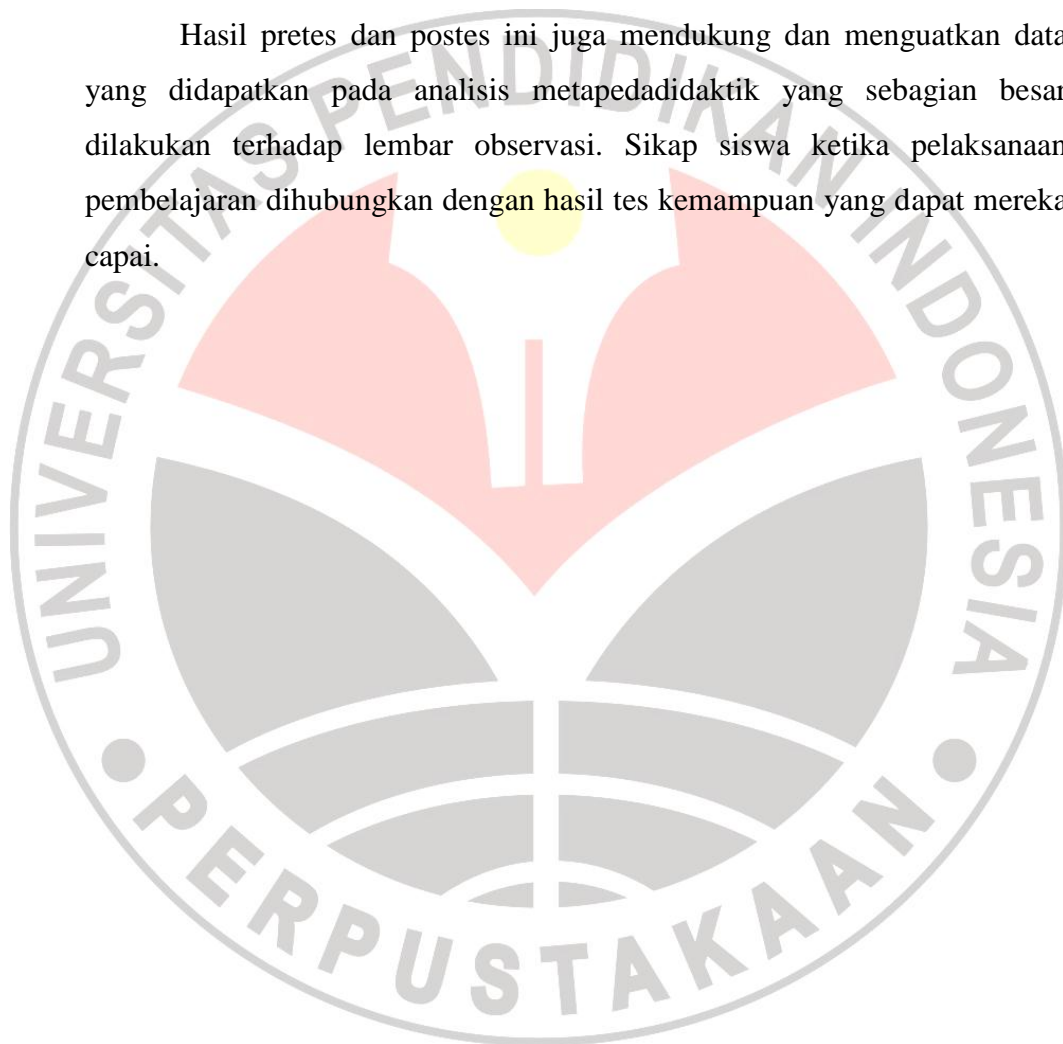 Hasil pretes dan postes ini juga mendukung dan menguatkan data
yang didapatkan pada analisis metapedadidaktik yang sebagian besar
dilakukan terhadap lembar observasi. Sikap siswa ketika pelaksanaan
pembelajaran dihubungkan dengan hasil tes kemampuan yang dapat mereka
capai.
UNIVERSITAS PENDIDIKAN INDONESIA
PERPUSTAKAAN